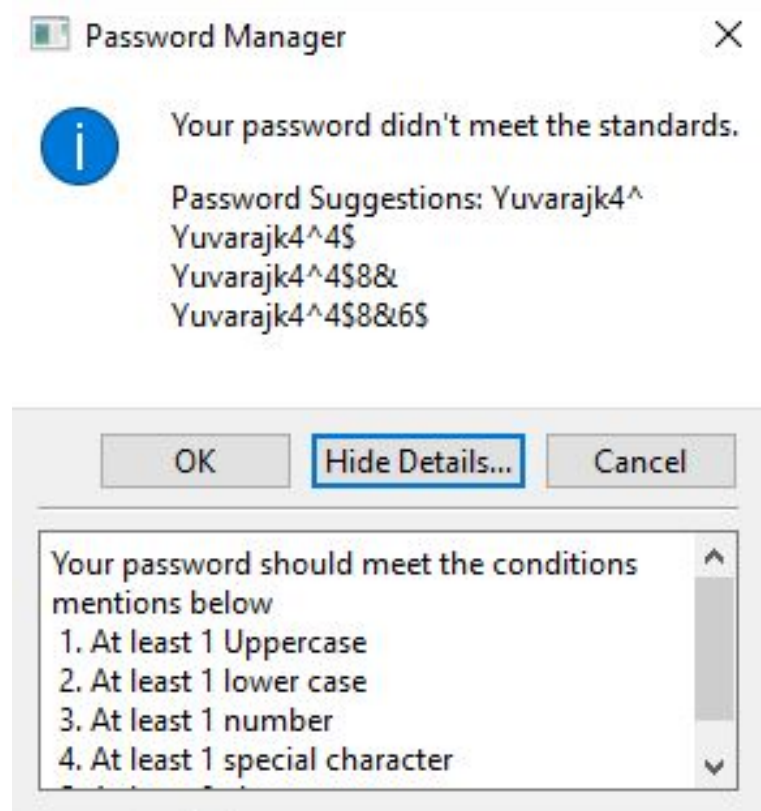 Password Manager
Your password didn't meet the standards.
Password Suggestions: Yuvarajk4^
Yuvarajk4^4$
Yuvarajk4^4$8&
Yuvarajk4^4$8&6$
OK
Hide Details...
Cancel
Your password should meet the conditions
mentions below
1. At least 1 Uppercase
2. At least 1 lower case
3. At least 1 number
4. At least 1 special character